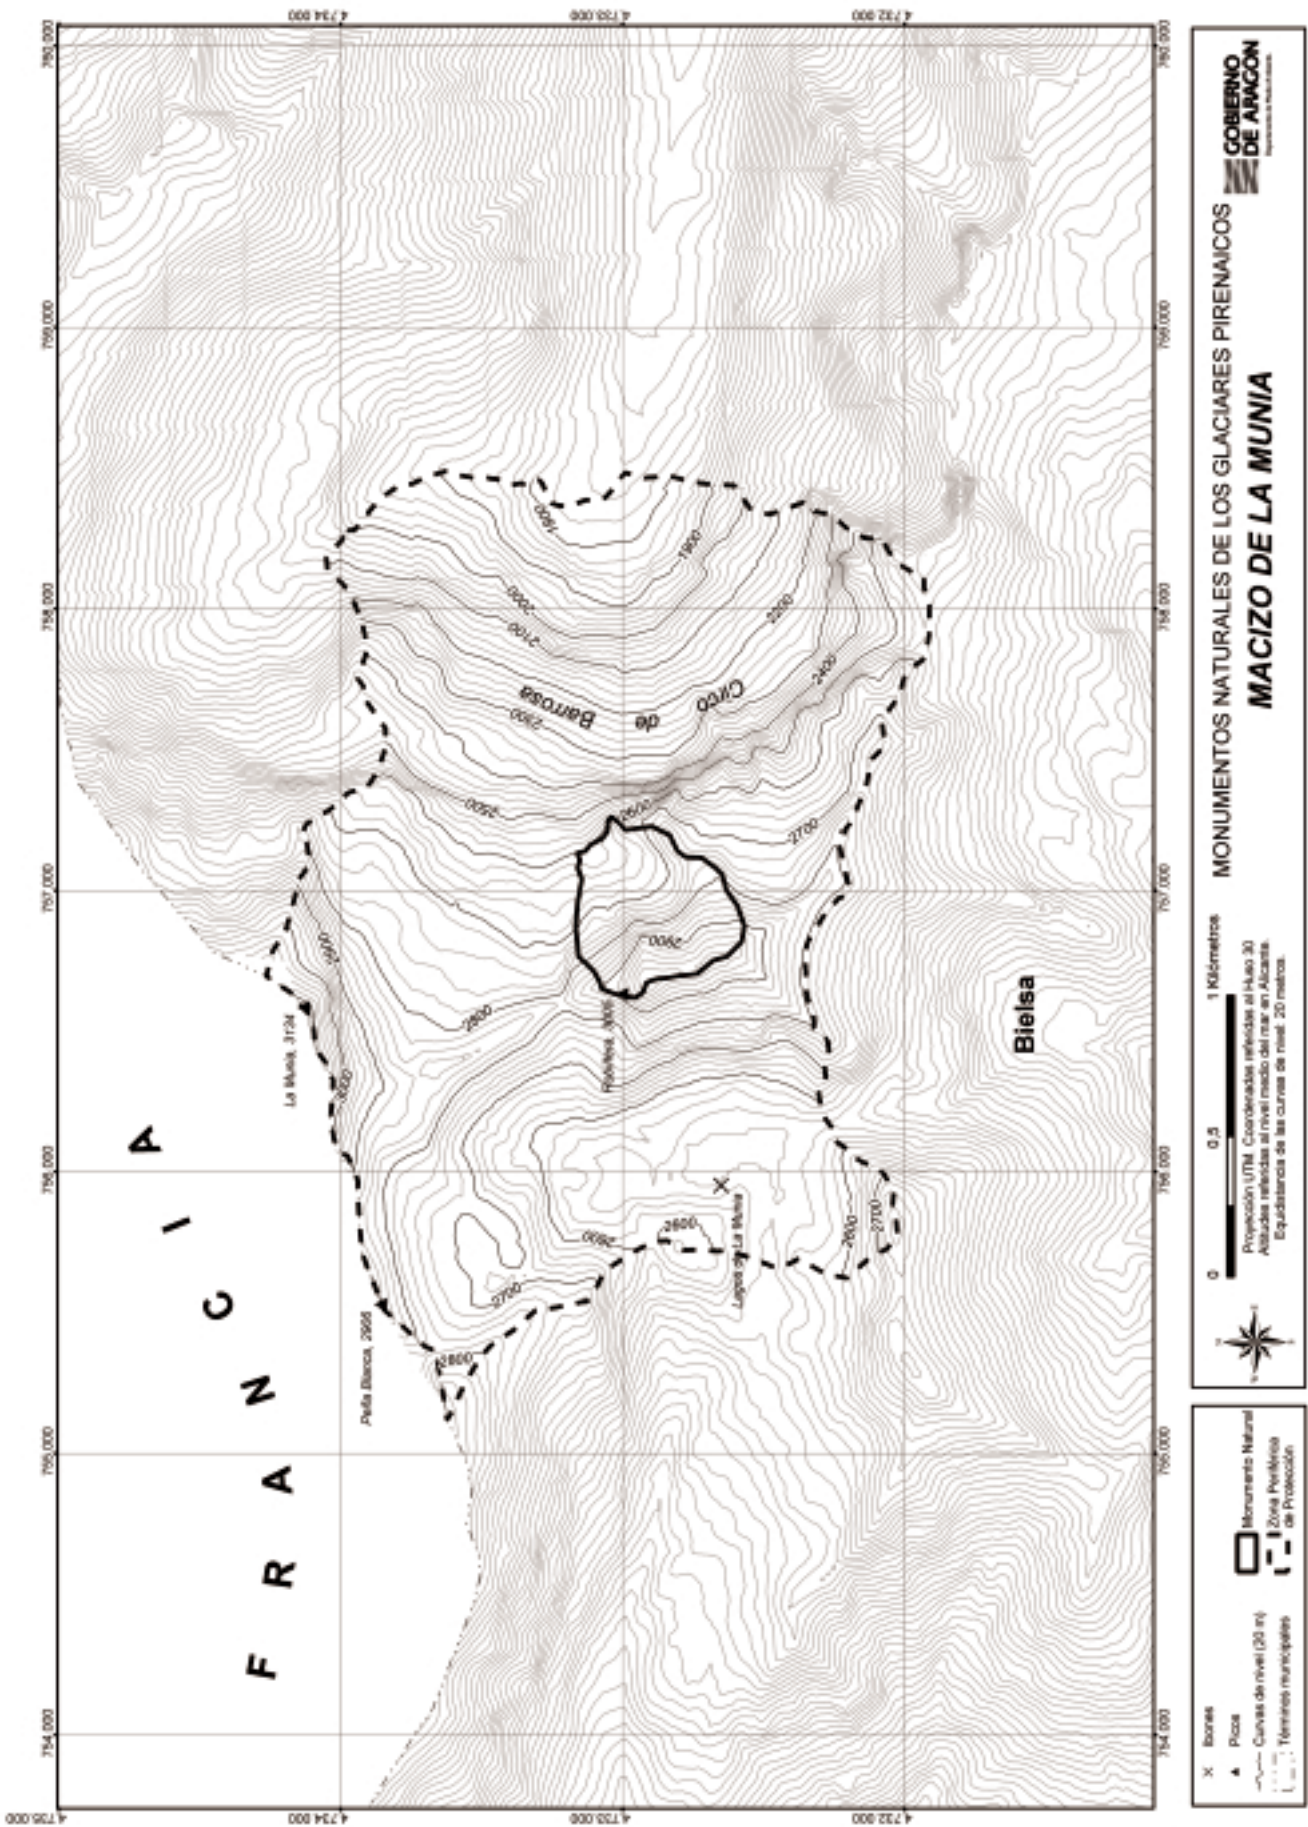 MONUMENTOS NATURALES DE LOS GLACIARES PIRENAICOS
MACIZO DE LA MUNIA
GOBIERNO
DE ARAGON
0 0,5 1 Kilómetros
Proyección UTM. Coordenadas referidas al Huso 30
Altitudes referidas al nivel medio del mar en Alicante.
Equidistancia de las curvas de nivel: 20 metros.
Ibones
Picos
Curvas de nivel (20 m)
Términos municipales
Monumento Natural
Zona Periférica
de Protección
FRANCIA
Bielsa
Circo de Barrosa
La Munia, 3134
Peña Blanca,
Lagos de La Munia
754.000
755.000
756.000
757.000
758.000
759.000
760.000
4.735.000
4.734.000
4.733.000
4.732.000
1800
1900
2000
2100
2200
2300
2400
2500
2600
2600
2600
2700
2700
2700
2800
2800
2900
2900
3000